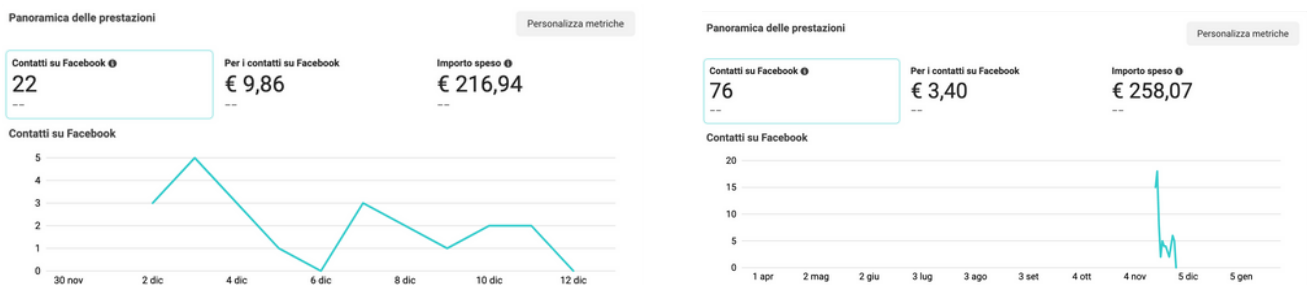 Panoramica delle prestazioni
Personalizza metriche
Contatti su Facebook
22
--
Per i contatti su Facebook
€ 9,86
--
Importo speso
€ 216,94
--
Contatti su Facebook
5
4
3
2
1
0
30 nov 2 dic 4 dic 6 dic 8 dic 10 dic 12 dic
Panoramica delle prestazioni
Personalizza metriche
Contatti su Facebook
76
--
Per i contatti su Facebook
€ 3,40
--
Importo speso
€ 258,07
--
Contatti su Facebook
20
15
10
5
0
1 apr 2 mag 2 giu 3 lug 3 ago 3 set 4 ott 4 nov 5 dic 5 gen